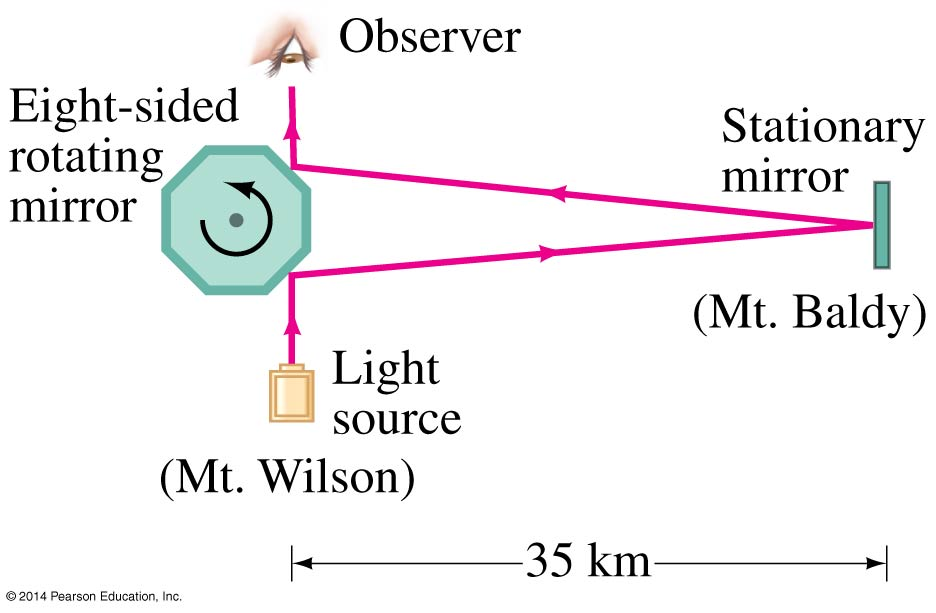 Observer
Eight-sided
rotating
mirror
Stationary
mirror
(Mt. Baldy)
Light
source
(Mt. Wilson)
35 km
© 2014 Pearson Education, Inc.